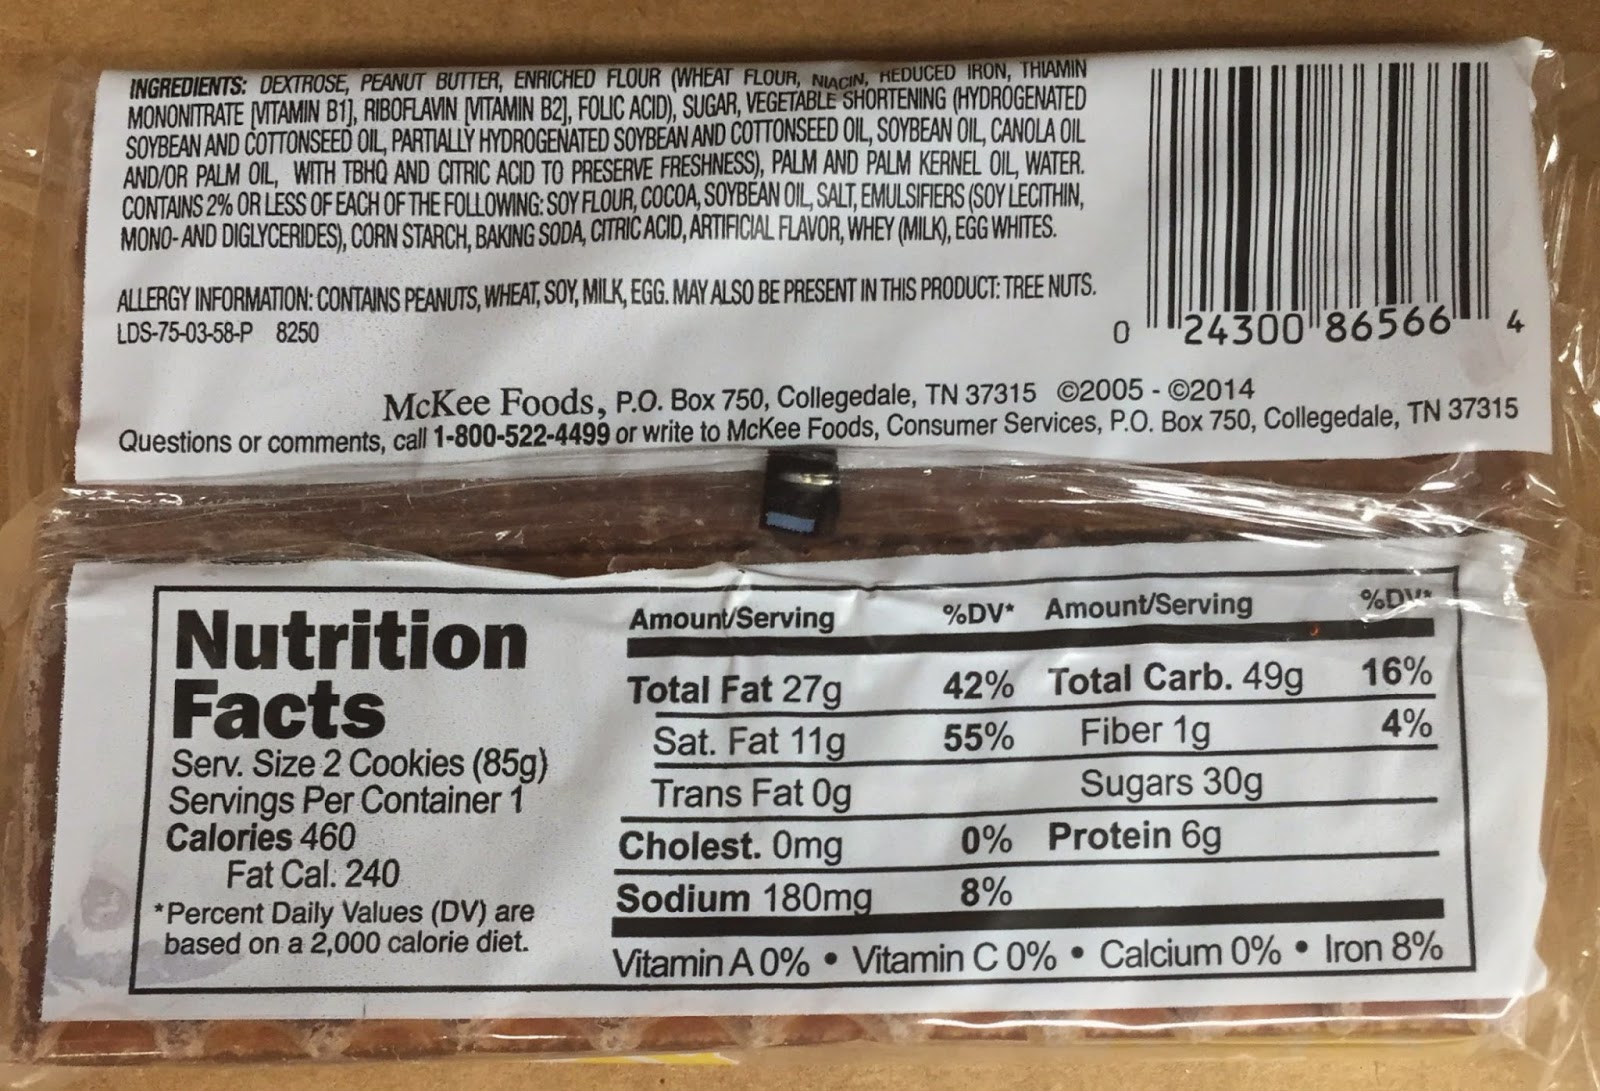 INGREDIENTS: DEXTROSE, PEANUT BUTTER, ENRICHED FLOUR (WHEAT FLOUR, NIACIN, REDUCED IRON, THIAMIN
MONONITRATE [VITAMIN B1], RIBOFLAVIN [VITAMIN B2], FOLIC ACID), SUGAR, VEGETABLE SHORTENING (HYDROGENATED
SOYBEAN AND COTTONSEED OIL, PARTIALLY HYDROGENATED SOYBEAN AND COTTONSEED OIL, SOYBEAN OIL, CANOLA OIL
AND/OR PALM OIL, WITH TBHQ AND CITRIC ACID TO PRESERVE FRESHNESS), PALM AND PALM KERNEL OIL, WATER.
CONTAINS 2% OR LESS OF EACH OF THE FOLLOWING: SOY FLOUR, COCOA, SOYBEAN OIL, SALT, EMULSIFIERS (SOY LECITHIN,
MONO- AND DIGLYCERIDES), CORN STARCH, BAKING SODA, CITRIC ACID, ARTIFICIAL FLAVOR, WHEY (MILK), EGG WHITES.
ALLERGY INFORMATION: CONTAINS PEANUTS, WHEAT, SOY, MILK, EGG. MAY ALSO BE PRESENT IN THIS PRODUCT: TREE NUTS.
LDS-75-03-58-P 8250
0 24300 86566 4
McKee Foods, P.O. Box 750, Collegedale, TN 37315 ©2005 - ©2014
Questions or comments, call 1-800-522-4499 or write to McKee Foods, Consumer Services, P.O. Box 750, Collegedale, TN 37315
Nutrition
Facts
Serv. Size 2 Cookies (85g)
Servings Per Container 1
Calories 460
Fat Cal. 240
*Percent Daily Values (DV) are
based on a 2,000 calorie diet.
Amount/Serving %DV* Amount/Serving %DV*
Total Fat 27g 42% Total Carb. 49g 16%
Sat. Fat 11g 55% Fiber 1g 4%
Trans Fat 0g Sugars 30g
Cholest. 0mg 0% Protein 6g
Sodium 180mg 8%
Vitamin A 0% • Vitamin C 0% • Calcium 0% • Iron 8%